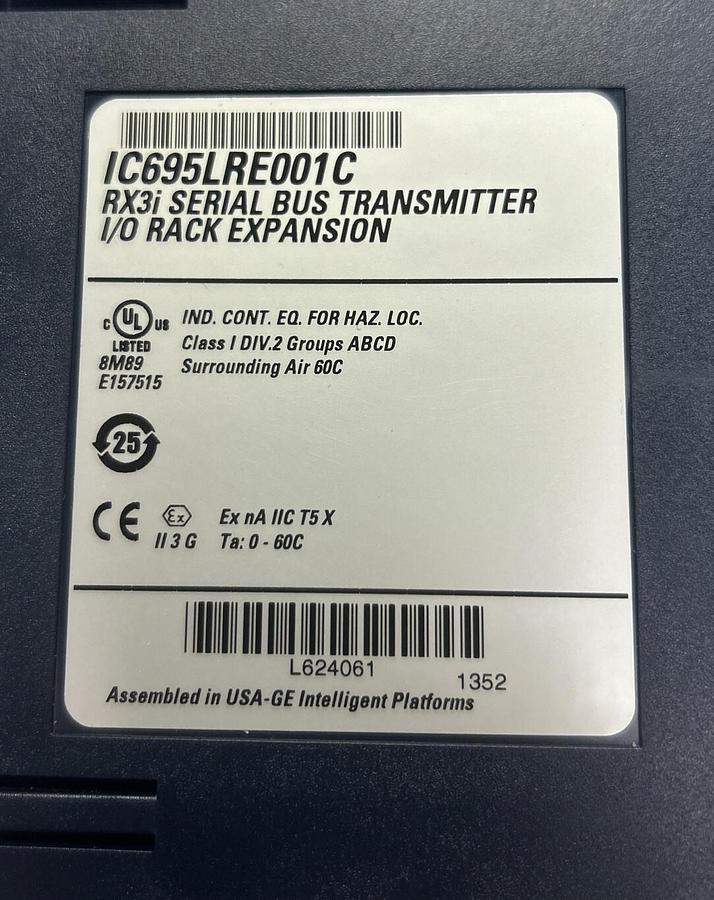 IC695LRE001C
RX3i SERIAL BUS TRANSMITTER
I/O RACK EXPANSION
C UL US IND. CONT. EQ. FOR HAZ. LOC.
LISTED Class I DIV.2 Groups ABCD
8M89 Surrounding Air 60C
E157515
25
CE Ex Ex nA IIC T5 X
II 3 G Ta: 0 - 60C
L624061
1352
Assembled in USA-GE Intelligent Platforms